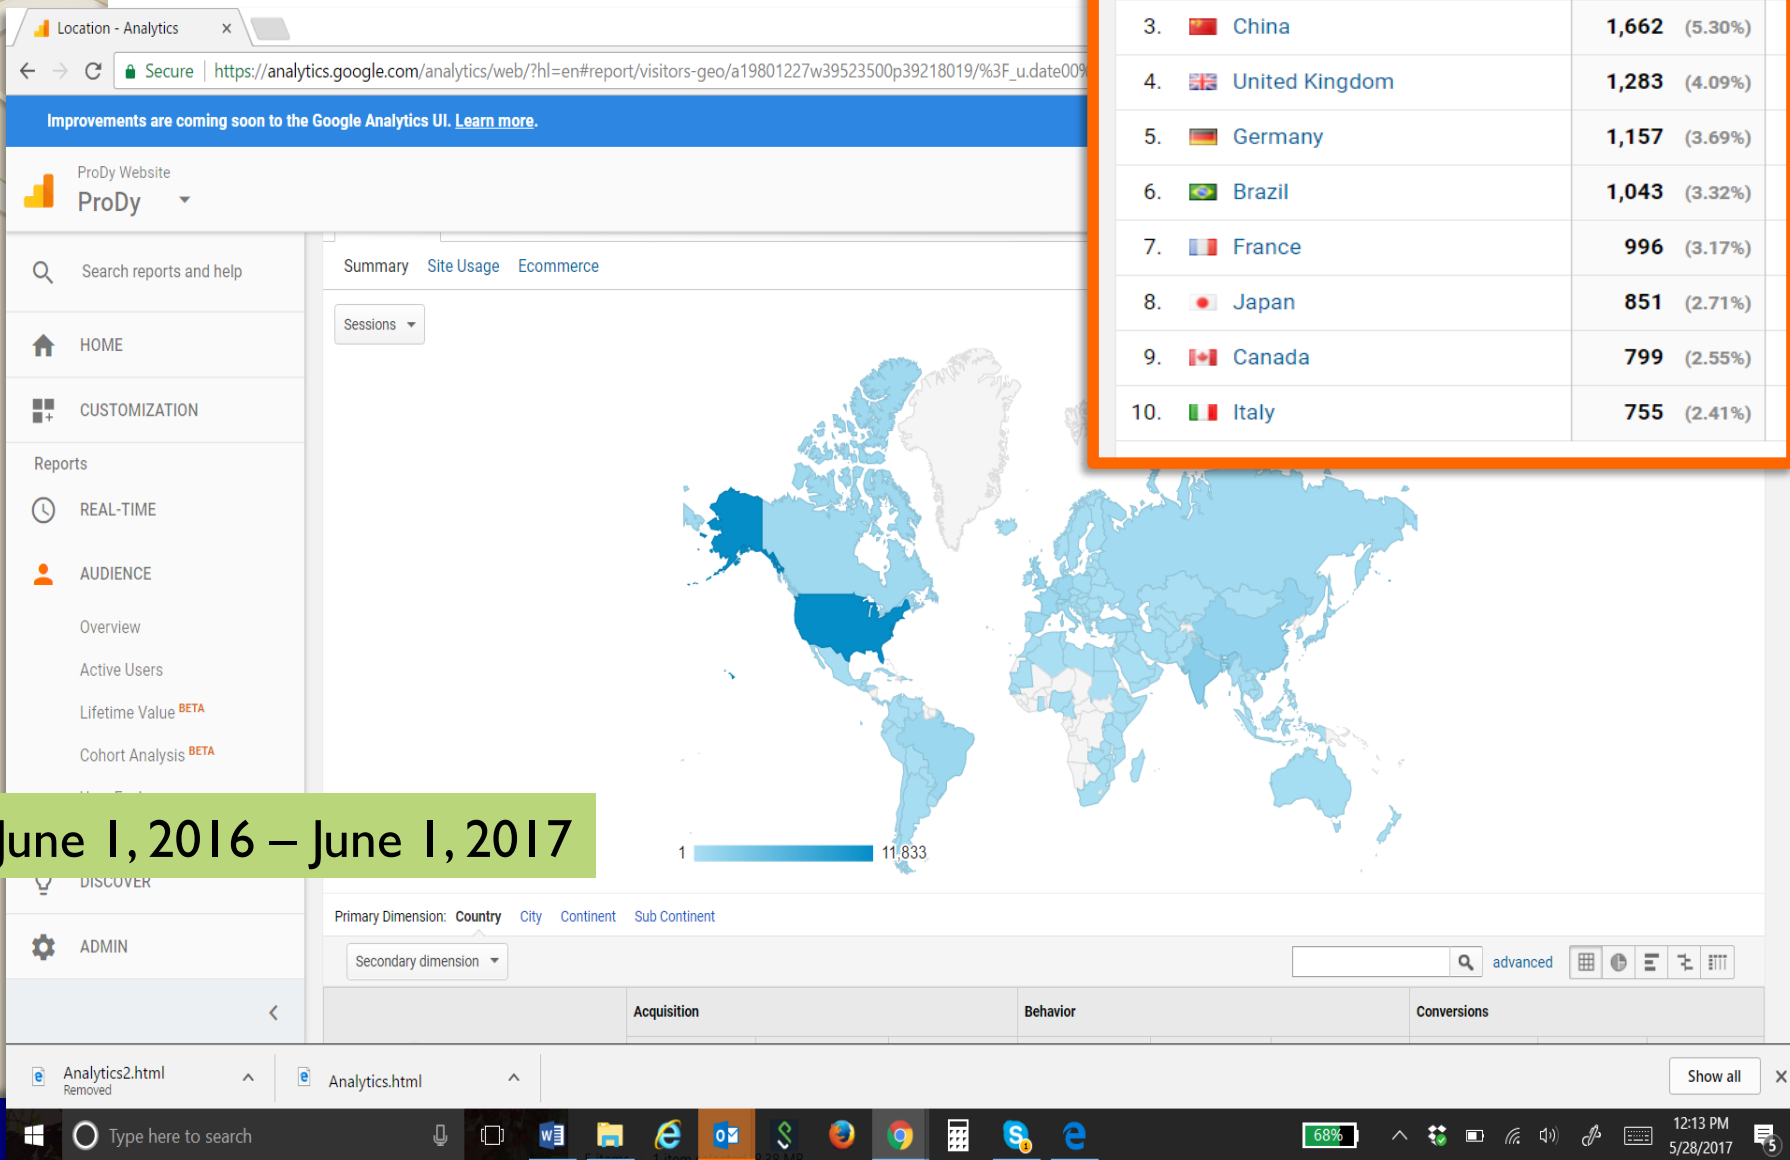 Location - Analytics
Secure | https://analytics.google.com/analytics/web/?hl=en#report/visitors-geo/a19801227w39523500p39218019/%3F_u.date00%
Improvements are coming soon to the Google Analytics UI. Learn more.
ProDy Website
ProDy
3. China 1,662 (5.30%)
4. United Kingdom 1,283 (4.09%)
5. Germany 1,157 (3.69%)
6. Brazil 1,043 (3.32%)
7. France 996 (3.17%)
8. Japan 851 (2.71%)
9. Canada 799 (2.55%)
10. Italy 755 (2.41%)
Search reports and help
HOME
CUSTOMIZATION
Reports
REAL-TIME
AUDIENCE
Overview
Active Users
Lifetime Value BETA
Cohort Analysis BETA
June 1, 2016 – June 1, 2017
DISCOVER
ADMIN
Summary Site Usage Ecommerce
Sessions
1 11,833
Primary Dimension: Country City Continent Sub Continent
Secondary dimension
advanced
Acquisition Behavior Conversions
Analytics2.html
Removed
Analytics.html
Show all
Type here to search
68%
12:13 PM
5/28/2017
5